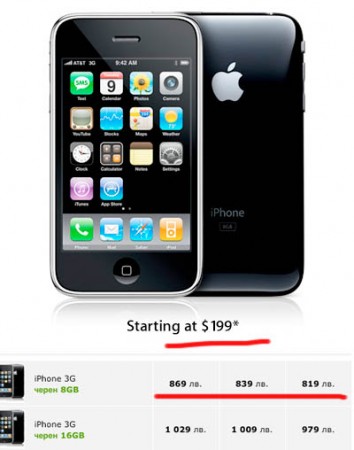 AT&T 3G 9:42 AM
Text Calendar Photos Camera
YouTube Stocks Maps Weather
Clock Calculator Notes Settings
iTunes App Store
iPhone
8GB
Starting at $199*
iPhone 3G 869 лв. 839 лв. 819 лв.
черен 8GB
iPhone 3G 1 029 лв. 1 009 лв. 979 лв.
черен 16GB